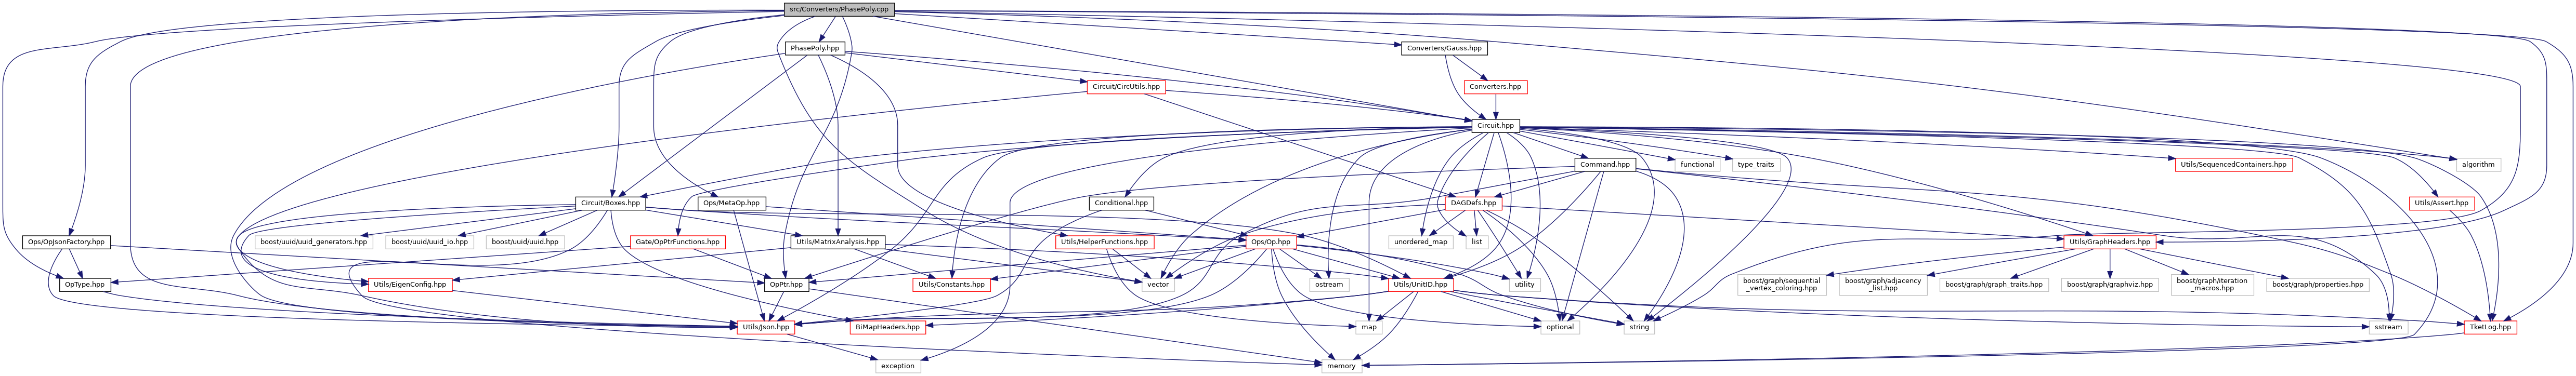 src/Converters/PhasePoly.cpp
PhasePoly.hpp
Converters/Gauss.hpp
Circuit/CircUtils.hpp
Converters.hpp
Circuit.hpp
Command.hpp
functional
type_traits
Utils/SequencedContainers.hpp
algorithm
Circuit/Boxes.hpp
Ops/MetaOp.hpp
Conditional.hpp
DAGDefs.hpp
Utils/Assert.hpp
Ops/OpJsonFactory.hpp
boost/uuid/uuid_generators.hpp
boost/uuid/uuid_io.hpp
boost/uuid/uuid.hpp
Gate/OpPtrFunctions.hpp
Utils/MatrixAnalysis.hpp
Utils/HelperFunctions.hpp
Ops/Op.hpp
unordered_map
list
Utils/GraphHeaders.hpp
OpType.hpp
Utils/EigenConfig.hpp
OpPtr.hpp
Utils/Constants.hpp
vector
ostream
Utils/UnitID.hpp
utility
boost/graph/sequential
_vertex_coloring.hpp
boost/graph/adjacency
_list.hpp
boost/graph/graph_traits.hpp
boost/graph/graphviz.hpp
boost/graph/iteration
_macros.hpp
boost/graph/properties.hpp
Utils/Json.hpp
BiMapHeaders.hpp
map
optional
string
sstream
TketLog.hpp
exception
memory